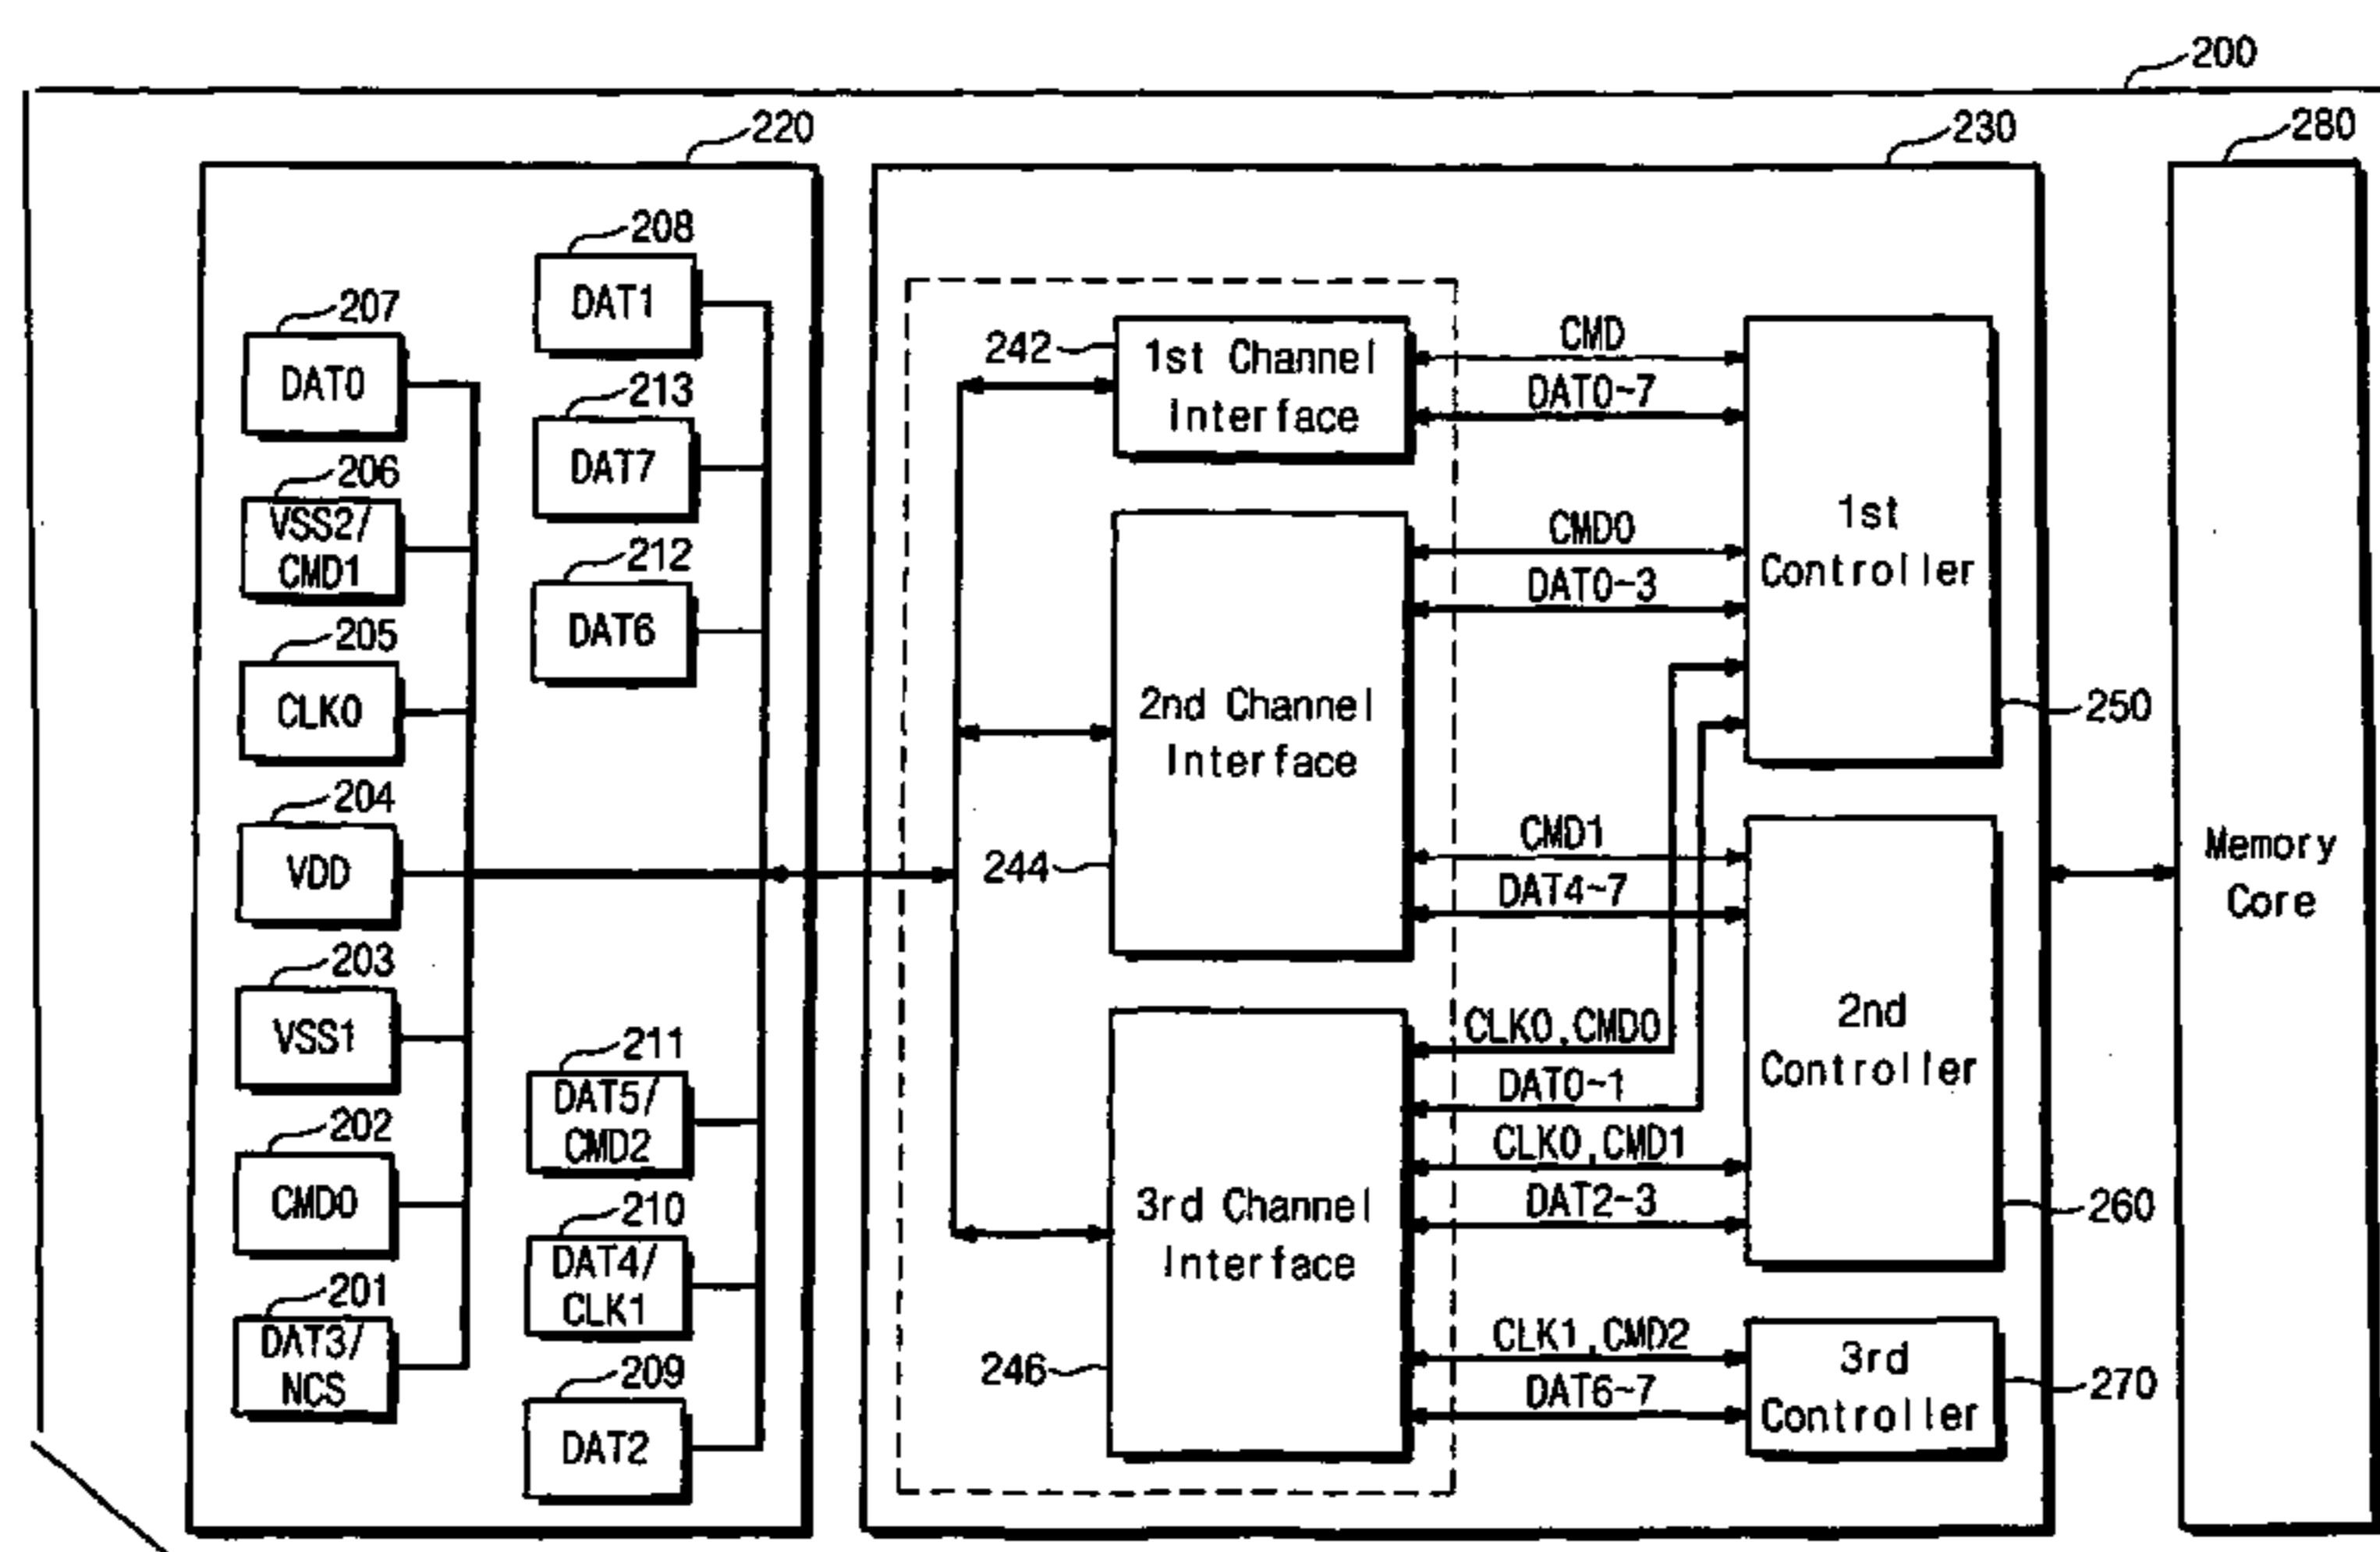 200
220
230
280
208
DAT1
207
DAT0
213
DAT7
206
VSS2/
CMD1
212
DAT6
205
CLK0
204
VDD
203
VSS1
211
DAT5/
CMD2
202
CMD0
210
DAT4/
CLK1
201
DAT3/
NCS
209
DAT2
242
1st Channel
Interface
CMD
DAT0~7
1st
Controller
250
2nd Channel
Interface
244
CMD0
DAT0~3
CMD1
DAT4~7
2nd
Controller
260
3rd Channel
Interface
246
CLK0,CMD0
DAT0~1
CLK0,CMD1
DAT2~3
CLK1,CMD2
DAT6~7
3rd
Controller
270
Memory
Core